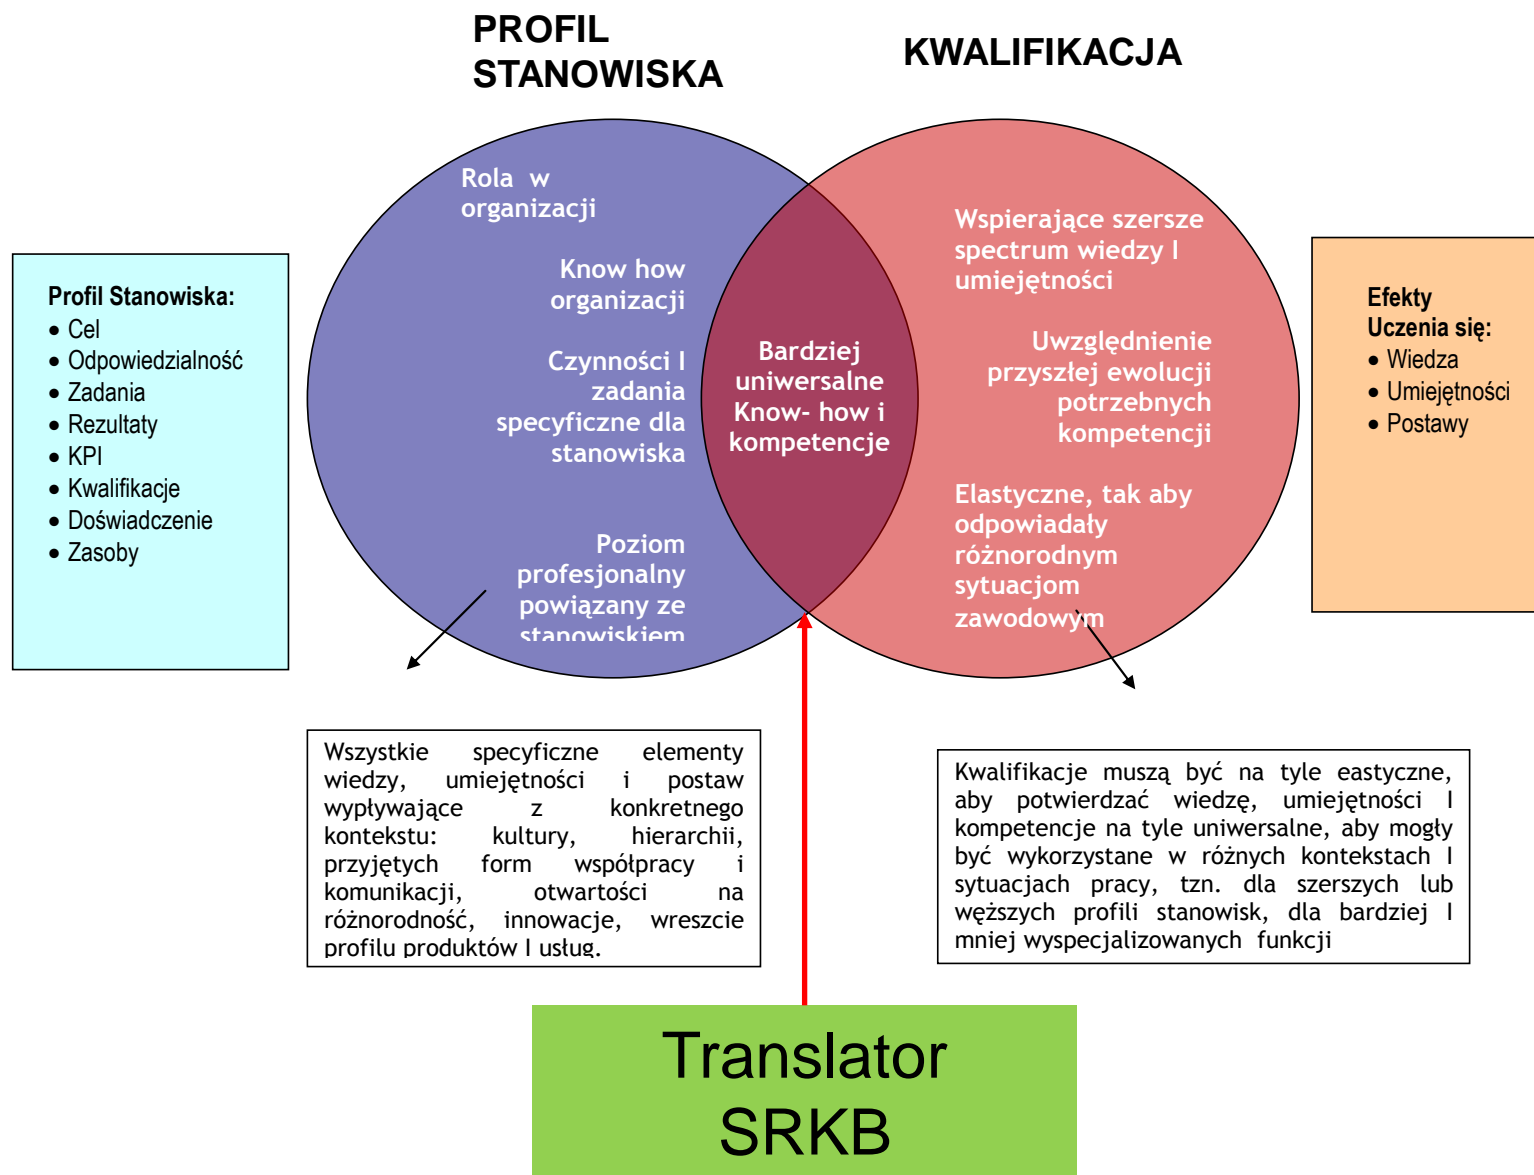 PROFIL
STANOWISKA
KWALIFIKACJA
Rola w
organizacji
Know how
organizacji
Czynności I
zadania
specyficzne dla
stanowiska
Poziom
profesjonalny
powiązany ze
stanowiskiem
Bardziej
uniwersalne
Know- how i
kompetencje
Wspierające szersze
spectrum wiedzy I
umiejętności
Uwzględnienie
przyszłej ewolucji
potrzebnych
kompetencji
Elastyczne, tak aby
odpowiadały
różnorodnym
sytuacjom
zawodowym
Profil Stanowiska:
• Cel
• Odpowiedzialność
• Zadania
• Rezultaty
• KPI
• Kwalifikacje
• Doświadczenie
• Zasoby
Efekty
Uczenia się:
• Wiedza
• Umiejętności
• Postawy
Wszystkie specyficzne elementy
wiedzy, umiejętności i postaw
wypływające z konkretnego
kontekstu: kultury, hierarchii,
przyjętych form współpracy i
komunikacji, otwartości na
różnorodność, innowacje, wreszcie
profilu produktów I usług.
Kwalifikacje muszą być na tyle eastyczne,
aby potwierdzać wiedzę, umiejętności I
kompetencje na tyle uniwersalne, aby mogły
być wykorzystane w różnych kontekstach I
sytuacjach pracy, tzn. dla szerszych lub
węższych profili stanowisk, dla bardziej I
mniej wyspecjalizowanych funkcji
Translator
SRKB